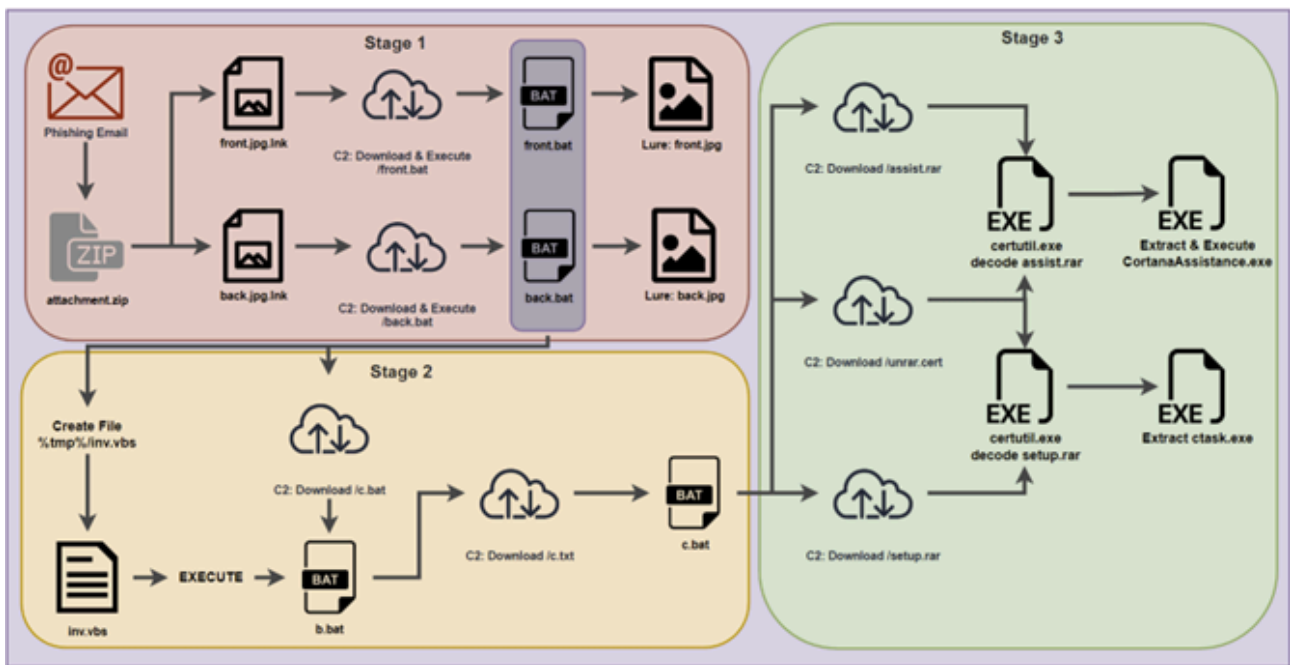 Stage 1
@
Phishing Email
ZIP
attachment.zip
front.jpg.lnk
C2: Download & Execute
/front.bat
BAT
front.bat
Lure: front.jpg
back.jpg.lnk
C2: Download & Execute
/back.bat
BAT
back.bat
Lure: back.jpg
Stage 2
Create File
%tmp%/inv.vbs
inv.vbs
EXECUTE
C2: Download /c.bat
BAT
b.bat
C2: Download /c.txt
BAT
c.bat
Stage 3
C2: Download /assist.rar
EXE
certutil.exe
decode assist.rar
EXE
Extract & Execute
CortanaAssistance.exe
C2: Download /unrar.cert
EXE
certutil.exe
decode setup.rar
EXE
Extract ctask.exe
C2: Download /setup.rar